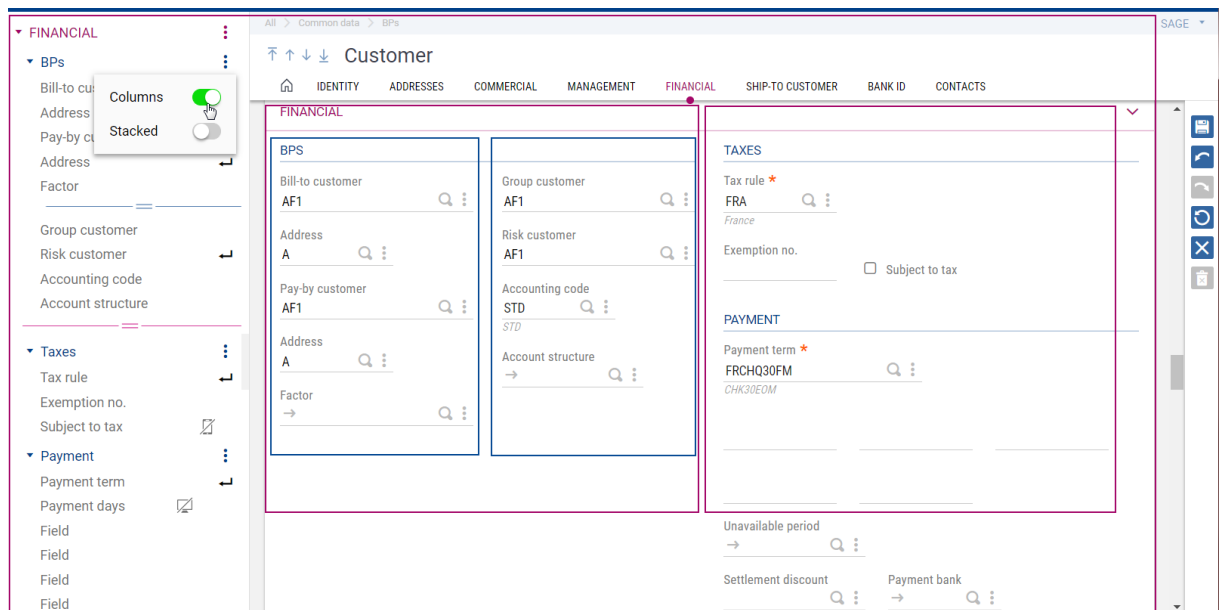 FINANCIAL
BPs
Bill-to cu
Address
Pay-by cu
Address
Factor
Columns
Stacked
Group customer
Risk customer
Accounting code
Account structure
Taxes
Tax rule
Exemption no.
Subject to tax
Payment
Payment term
Payment days
Field
Field
Field
Field
All > Common data > BPs
SAGE
Customer
IDENTITY ADDRESSES COMMERCIAL MANAGEMENT FINANCIAL SHIP-TO CUSTOMER BANK ID CONTACTS
FINANCIAL
BPS
Bill-to customer
AF1
Address
A
Pay-by customer
AF1
Address
A
Factor
Group customer
AF1
Risk customer
AF1
Accounting code
STD
STD
Account structure
TAXES
Tax rule *
FRA
France
Exemption no.
Subject to tax
PAYMENT
Payment term *
FRCHQ30FM
CHK30EOM
Unavailable period
Settlement discount Payment bank